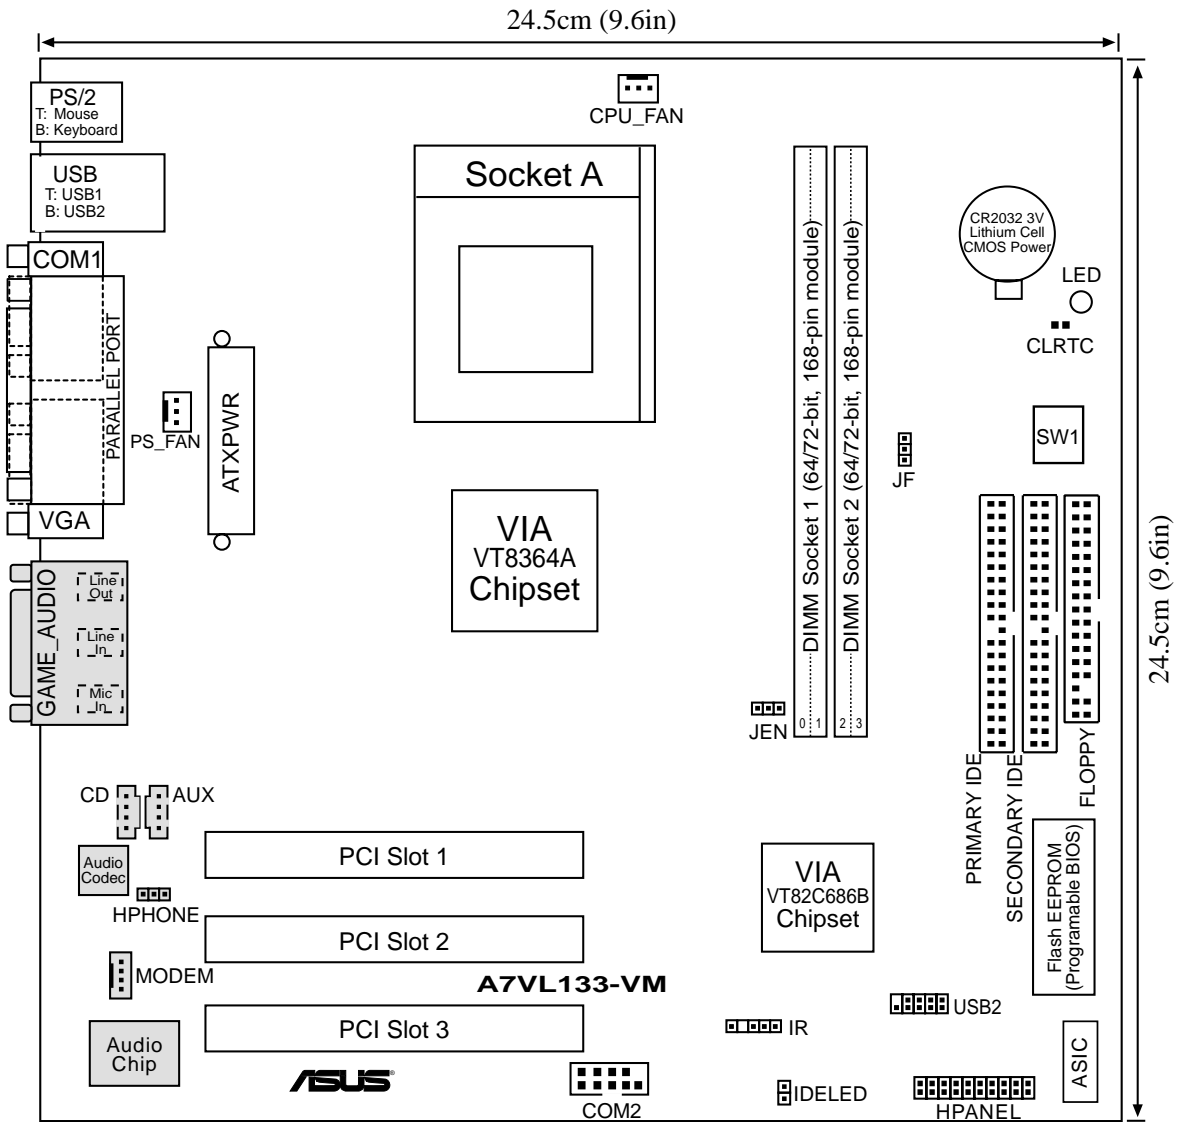 24.5cm (9.6in)
PS/2
T: Mouse
B: Keyboard
CPU_FAN
USB
T: USB1
B: USB2
Socket A
CR2032 3V
Lithium Cell
CMOS Power
COM1
LED
CLRTC
PARALLEL PORT
PS_FAN
ATXPWR
DIMM Socket 1 (64/72-bit, 168-pin module)
DIMM Socket 2 (64/72-bit, 168-pin module)
SW1
JF
VGA
VIA
VT8364A
Chipset
24.5cm (9.6in)
GAME_AUDIO
Line
Out
Line
In
Mic
In
JEN
0 1
2 3
PRIMARY IDE
SECONDARY IDE
FLOPPY
CD
AUX
PCI Slot 1
Audio
Codec
HPHONE
VIA
VT82C686B
Chipset
Flash EEPROM
(Programable BIOS)
PCI Slot 2
MODEM
A7VL133-VM
USB2
PCI Slot 3
IR
Audio
Chip
ASIC
ASUS®
COM2
IDELED
HPANEL